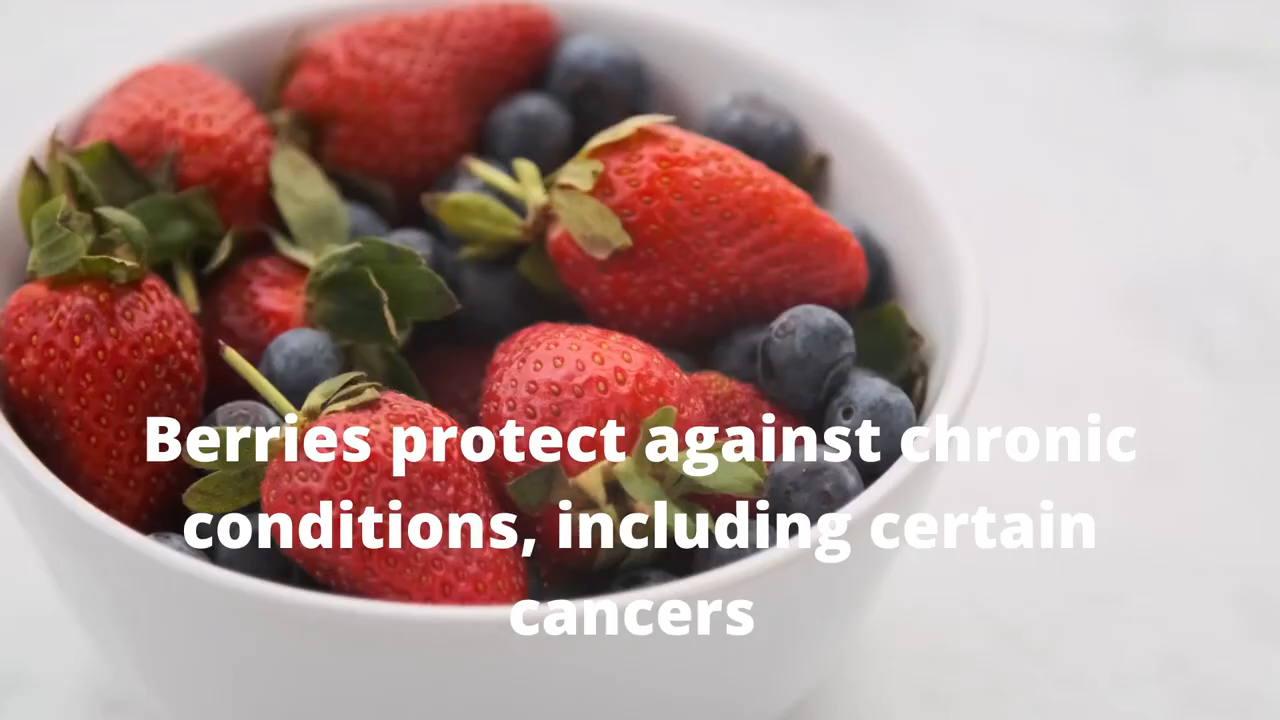 Berries protect against chronic
conditions, including certain
cancers